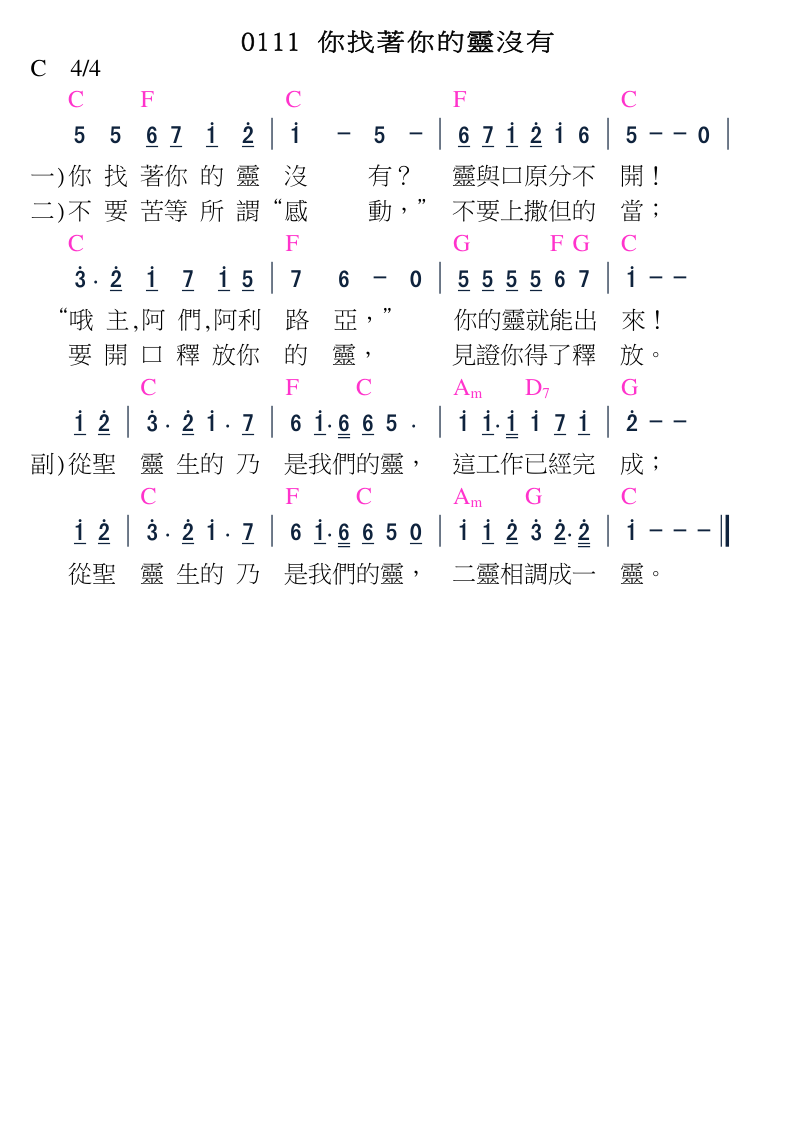 0111 你找著你的靈沒有
C 4/4
C F C F C
5 5 6 7 1̇ 2̇ | 1̇ - 5 - | 6 7 1̇ 2̇ 1̇ 6 | 5 - - 0 |
一)你 找 著你 的 靈 沒 有？ 靈與口原分不 開！
二)不 要 苦等 所 謂“感 動，” 不要上撒但的 當；
C F G F G C
3̇· 2̇ 1̇ 7 1̇ 5 | 7 6 - 0 | 5 5 5 5 6 7 | 1̇ - -
“哦 主,阿 們,阿利 路 亞，” 你的靈就能出 來！
要 開 口 釋 放你 的 靈， 見證你得了釋 放。
C F C Am D7 G
1̇ 2̇ | 3̇· 2̇ 1̇· 7 | 6 1̇· 6 6 5 · | 1̇ 1̇· 1̇ 1̇ 7 1̇ | 2̇ - -
副)從聖 靈 生的 乃 是我們的靈， 這工作已經完 成；
C F C Am G C
1̇ 2̇ | 3̇· 2̇ 1̇· 7 | 6 1̇· 6 6 5 0 | 1̇ 1̇ 2̇ 3̇ 2̇· 2̇ | 1̇ - - - ‖
從聖 靈 生的 乃 是我們的靈， 二靈相調成一 靈。